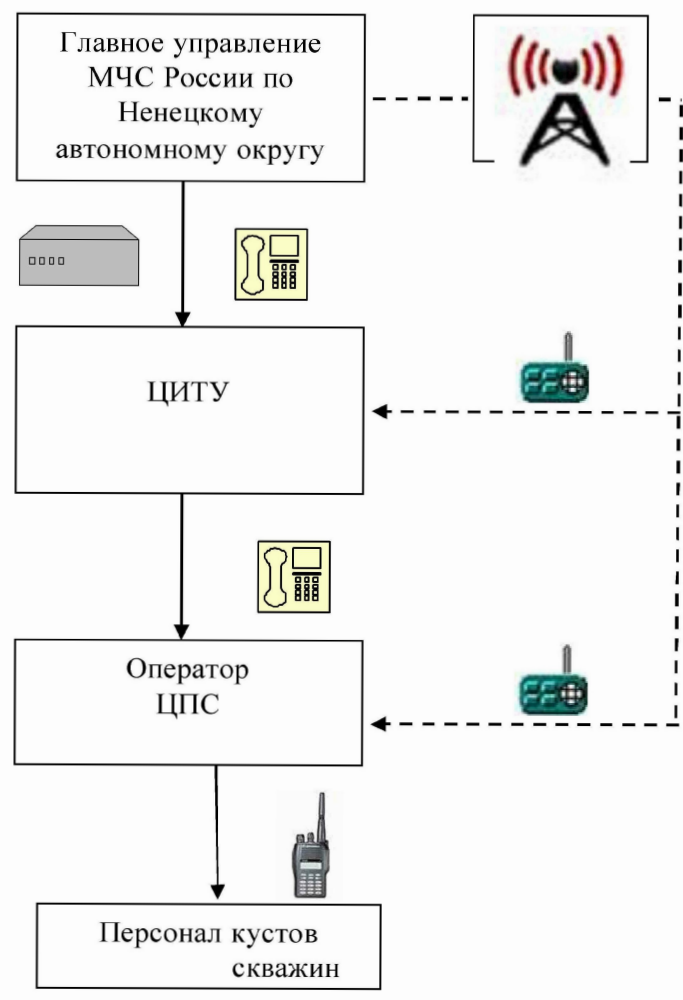 Главное управление
МЧС России по
Ненецкому
автономному округу
ЦИТУ
Оператор
ЦПС
Персонал кустов
скважин